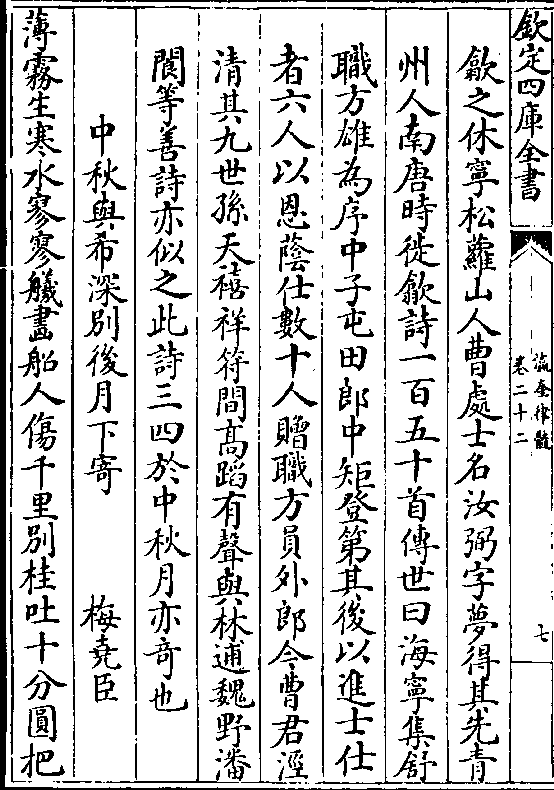 欽定四庫全書
瀛奎律髓
卷二十二
七
歙之休寧松蘿山人曹處士名汝弼字夢得其先青
州人南唐時徙歙詩一百五十首傳世曰海寧集舒
職方雄為序中子屯田郎中矩登第其後以進士仕
者六人以恩蔭仕數十人贈職方員外郎今曹君涇
清其九世孫天禧祥符間髙蹈有聲與林逋魏野潘
閬等善詩亦似之此詩三四於中秋月亦竒也
中秋與希深別後月下寄 梅堯臣
薄霧生寒水寥寥艤畵船人傷千里別桂吐十分圓把